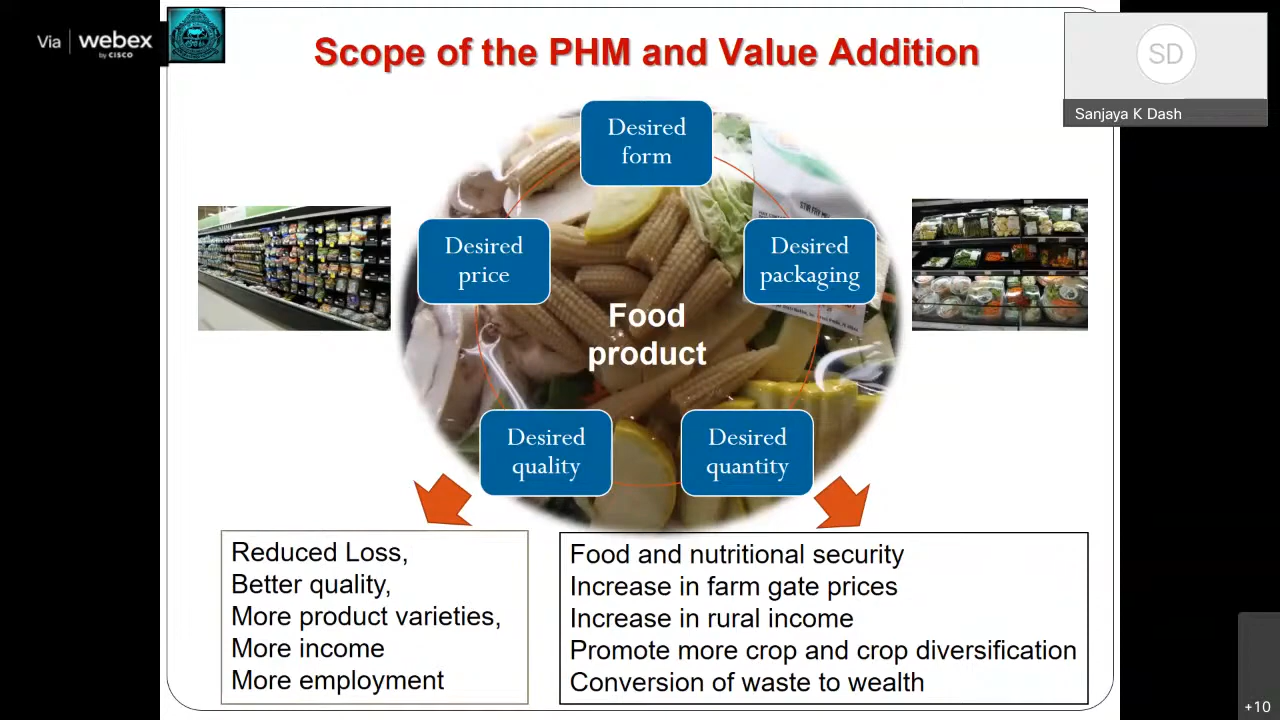 Via webex
by CISCO
Scope of the PHM and Value Addition
SD
Sanjaya K Dash
Desired
form
Desired
price
Desired
packaging
STIR FRY
Food
product
Desired
quality
Desired
quantity
Reduced Loss,
Better quality,
More product varieties,
More income
More employment
Food and nutritional security
Increase in farm gate prices
Increase in rural income
Promote more crop and crop diversification
Conversion of waste to wealth
+10